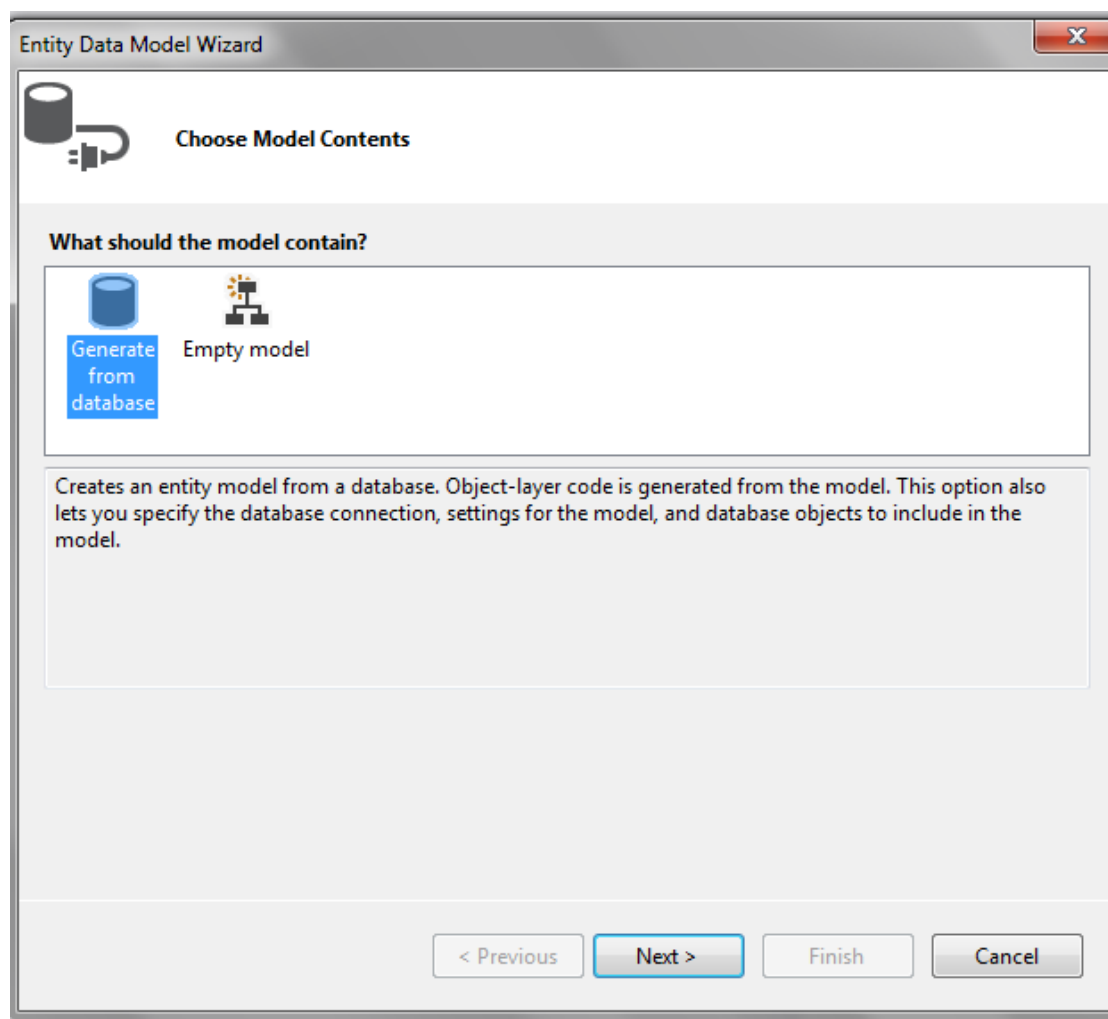 Entity Data Model Wizard
Choose Model Contents
What should the model contain?
Generate
from
database
Empty model
Creates an entity model from a database. Object-layer code is generated from the model. This option also
lets you specify the database connection, settings for the model, and database objects to include in the
model.
< Previous
Next >
Finish
Cancel